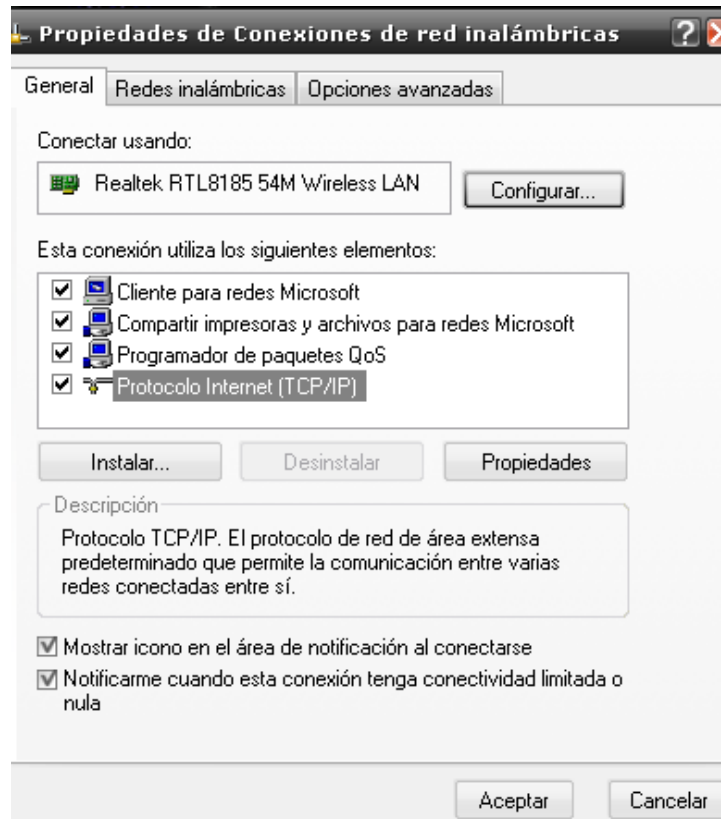 Propiedades de Conexiones de red inalámbricas
General Redes inalámbricas Opciones avanzadas
Conectar usando:
Realtek RTL8185 54M Wireless LAN Configurar...
Esta conexión utiliza los siguientes elementos:
Cliente para redes Microsoft
Compartir impresoras y archivos para redes Microsoft
Programador de paquetes QoS
Protocolo Internet (TCP/IP)
Instalar... Desinstalar Propiedades
Descripción
Protocolo TCP/IP. El protocolo de red de área extensa
predeterminado que permite la comunicación entre varias
redes conectadas entre sí.
Mostrar icono en el área de notificación al conectarse
Notificarme cuando esta conexión tenga conectividad limitada o
nula
Aceptar Cancelar